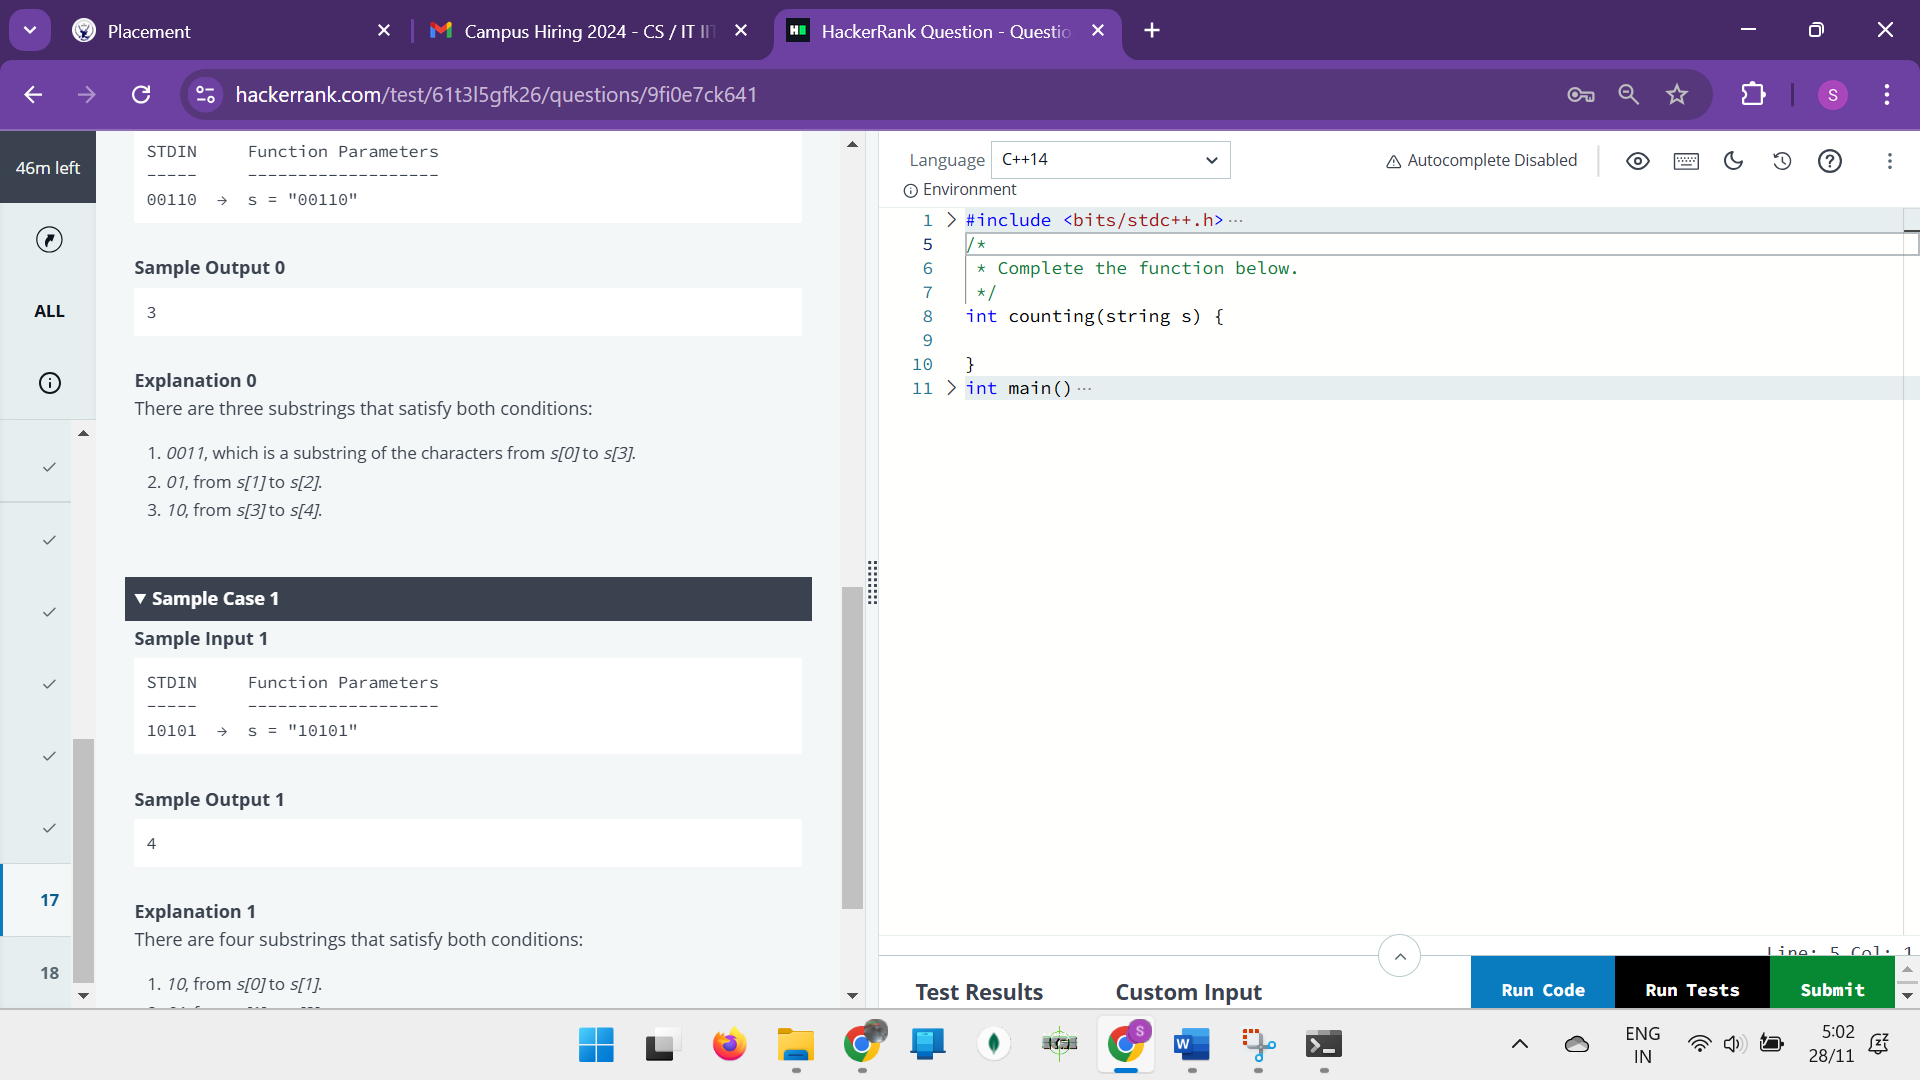 Placement
Campus Hiring 2024 - CS / IT II
HackerRank Question - Questio
hackerrank.com/test/61t3l5gfk26/questions/9fi0e7ck641
S
46m left
ALL
17
18
STDIN Function Parameters
----- -------------------
00110 → s = "00110"
Sample Output 0
3
Explanation 0
There are three substrings that satisfy both conditions:
1. 0011, which is a substring of the characters from s[0] to s[3].
2. 01, from s[1] to s[2].
3. 10, from s[3] to s[4].
▼ Sample Case 1
Sample Input 1
STDIN Function Parameters
----- -------------------
10101 → s = "10101"
Sample Output 1
4
Explanation 1
There are four substrings that satisfy both conditions:
1. 10, from s[0] to s[1].
Language C++14
Autocomplete Disabled
Environment
1 #include <bits/stdc++.h> ...
5 /*
6 * Complete the function below.
7 */
8 int counting(string s) {
9
10 }
11 int main() ...
Line: 5 Col: 1
Test Results
Custom Input
Run Code
Run Tests
Submit
S
W
ENG
IN
5:02
28/11